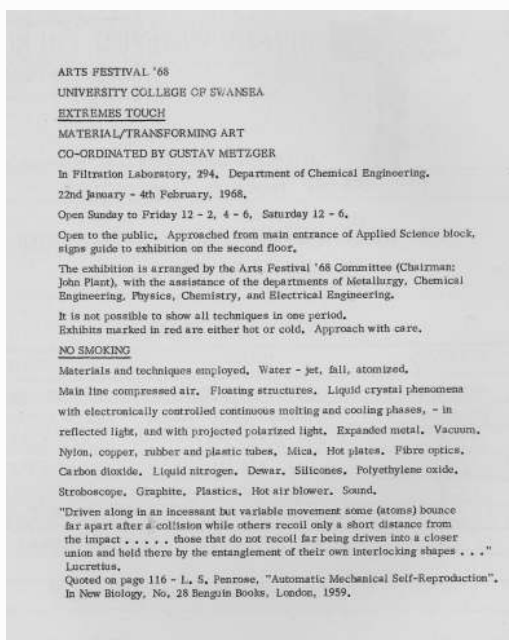 ARTS FESTIVAL '68
UNIVERSITY COLLEGE OF SWANSEA
EXTREMES TOUCH
MATERIAL/TRANSFORMING ART
CO-ORDINATED BY GUSTAV METZGER
In Filtration Laboratory, 294. Department of Chemical Engineering.
22nd January - 4th February, 1968.
Open Sunday to Friday 12 - 2, 4 - 6, Saturday 12 - 6.
Open to the public. Approached from main entrance of Applied Science block,
signs guide to exhibition on the second floor.
The exhibition is arranged by the Arts Festival '68 Committee (Chairman:
John Plant), with the assistance of the departments of Metallurgy, Chemical
Engineering, Physics, Chemistry, and Electrical Engineering.
It is not possible to show all techniques in one period.
Exhibits marked in red are either hot or cold. Approach with care.
NO SMOKING
Materials and techniques employed. Water - jet, fall, atomized.
Main line compressed air. Floating structures. Liquid crystal phenomena
with electronically controlled continuous melting and cooling phases, - in
reflected light, and with projected polarized light. Expanded metal. Vacuum.
Nylon, copper, rubber and plastic tubes. Mica. Hot plates. Fibre optics.
Carbon dioxide. Liquid nitrogen. Dewar. Silicones. Polyethylene oxide.
Stroboscope. Graphite. Plastics. Hot air blower. Sound.
"Driven along in an incessant but variable movement some (atoms) bounce
far apart after a collision while others recoil only a short distance from
the impact . . . . . those that do not recoil far being driven into a closer
union and held there by the entanglement of their own interlocking shapes . . ."
Lucretius.
Quoted on page 116 - L. S. Penrose, "Automatic Mechanical Self-Reproduction".
In New Biology, No. 28 Benguin Books, London, 1959.